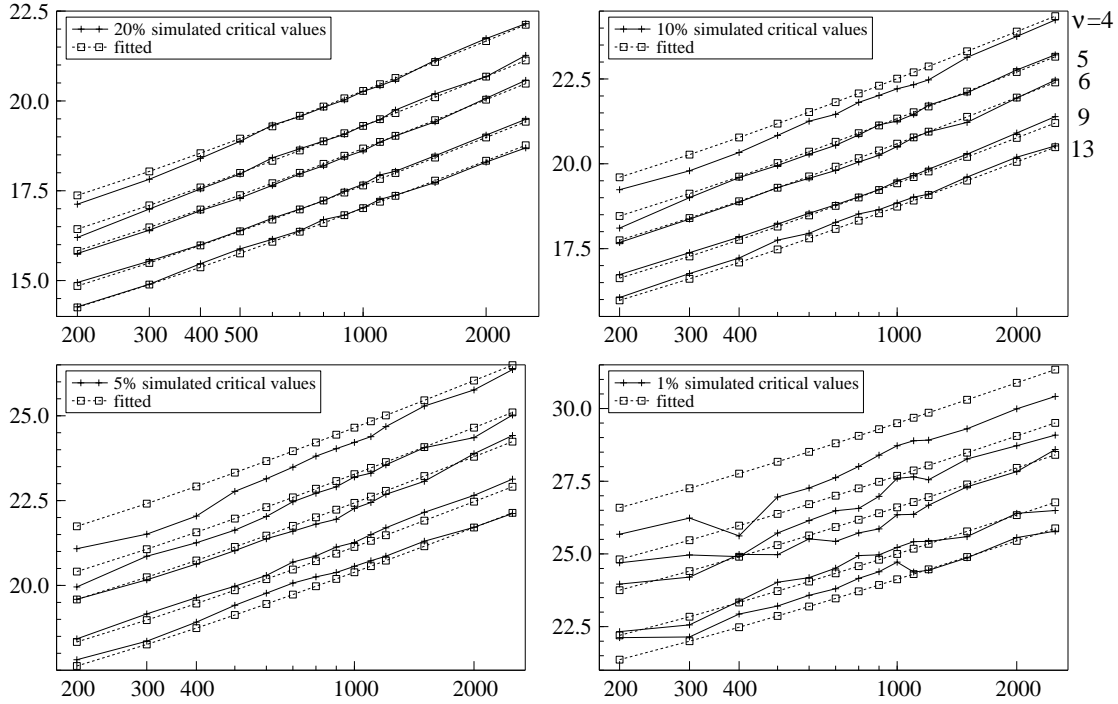 22.5
20.0
17.5
15.0
20% simulated critical values
fitted
200 300 400 500 1000 2000
22.5
20.0
17.5
10% simulated critical values
fitted
ν=4
5
6
9
13
200 300 400 1000 2000
25.0
22.5
20.0
5% simulated critical values
fitted
200 300 400 1000 2000
30.0
27.5
25.0
22.5
1% simulated critical values
fitted
200 300 400 1000 2000